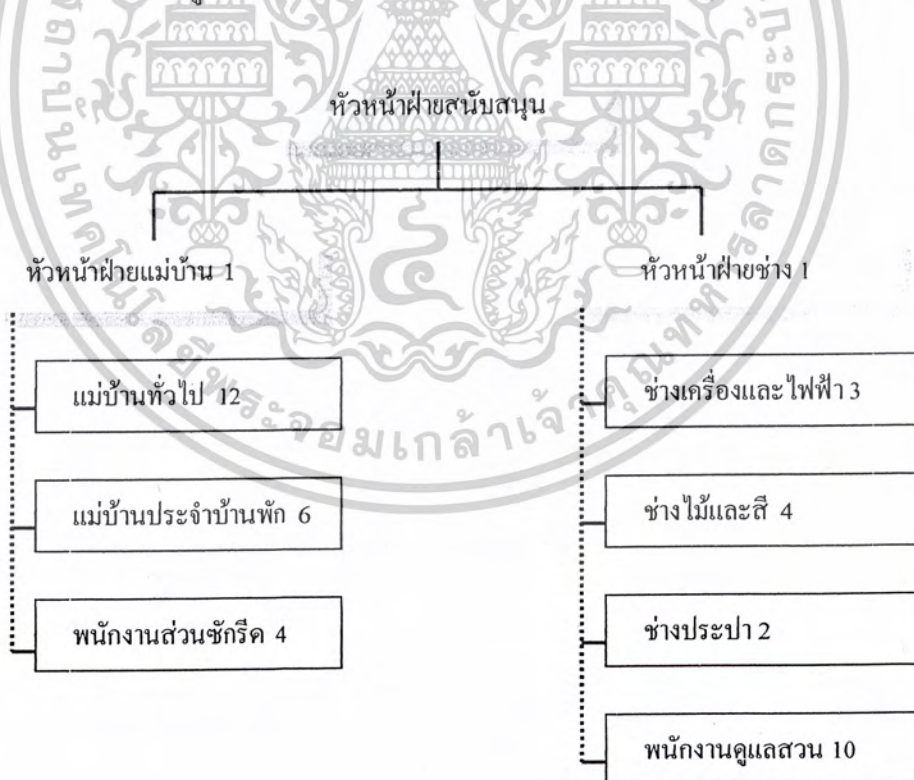 หัวหน้าฝ่ายสนับสนุน
หัวหน้าฝ่ายแม่บ้าน 1
แม่บ้านทั่วไป 12
แม่บ้านประจำบ้านพัก 6
พนักงานส่วนซักรีด 4
หัวหน้าฝ่ายช่าง 1
ช่างเครื่องและไฟฟ้า 3
ช่างไม้และสี 4
ช่างประปา 2
พนักงานดูแลสวน 10